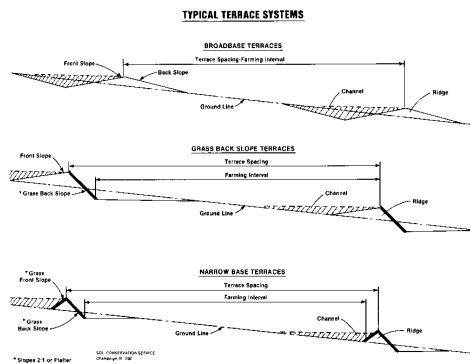 TYPICAL TERRACE SYSTEMS
BROADBASE TERRACES
Terrace Spacing-Farming Interval
Front Slope
Back Slope
Channel
Ridge
Ground Line
GRASS BACK SLOPE TERRACES
Terrace Spacing
Front Slope
Farming Interval
* Grass Back Slope
Channel
Ridge
Ground Line
NARROW BASE TERRACES
* Grass
Front Slope
Terrace Spacing
Farming Interval
* Grass
Back Slope
Channel
Ridge
Ground Line
* Slopes 2:1 or Flatter
SOIL CONSERVATION SERVICE